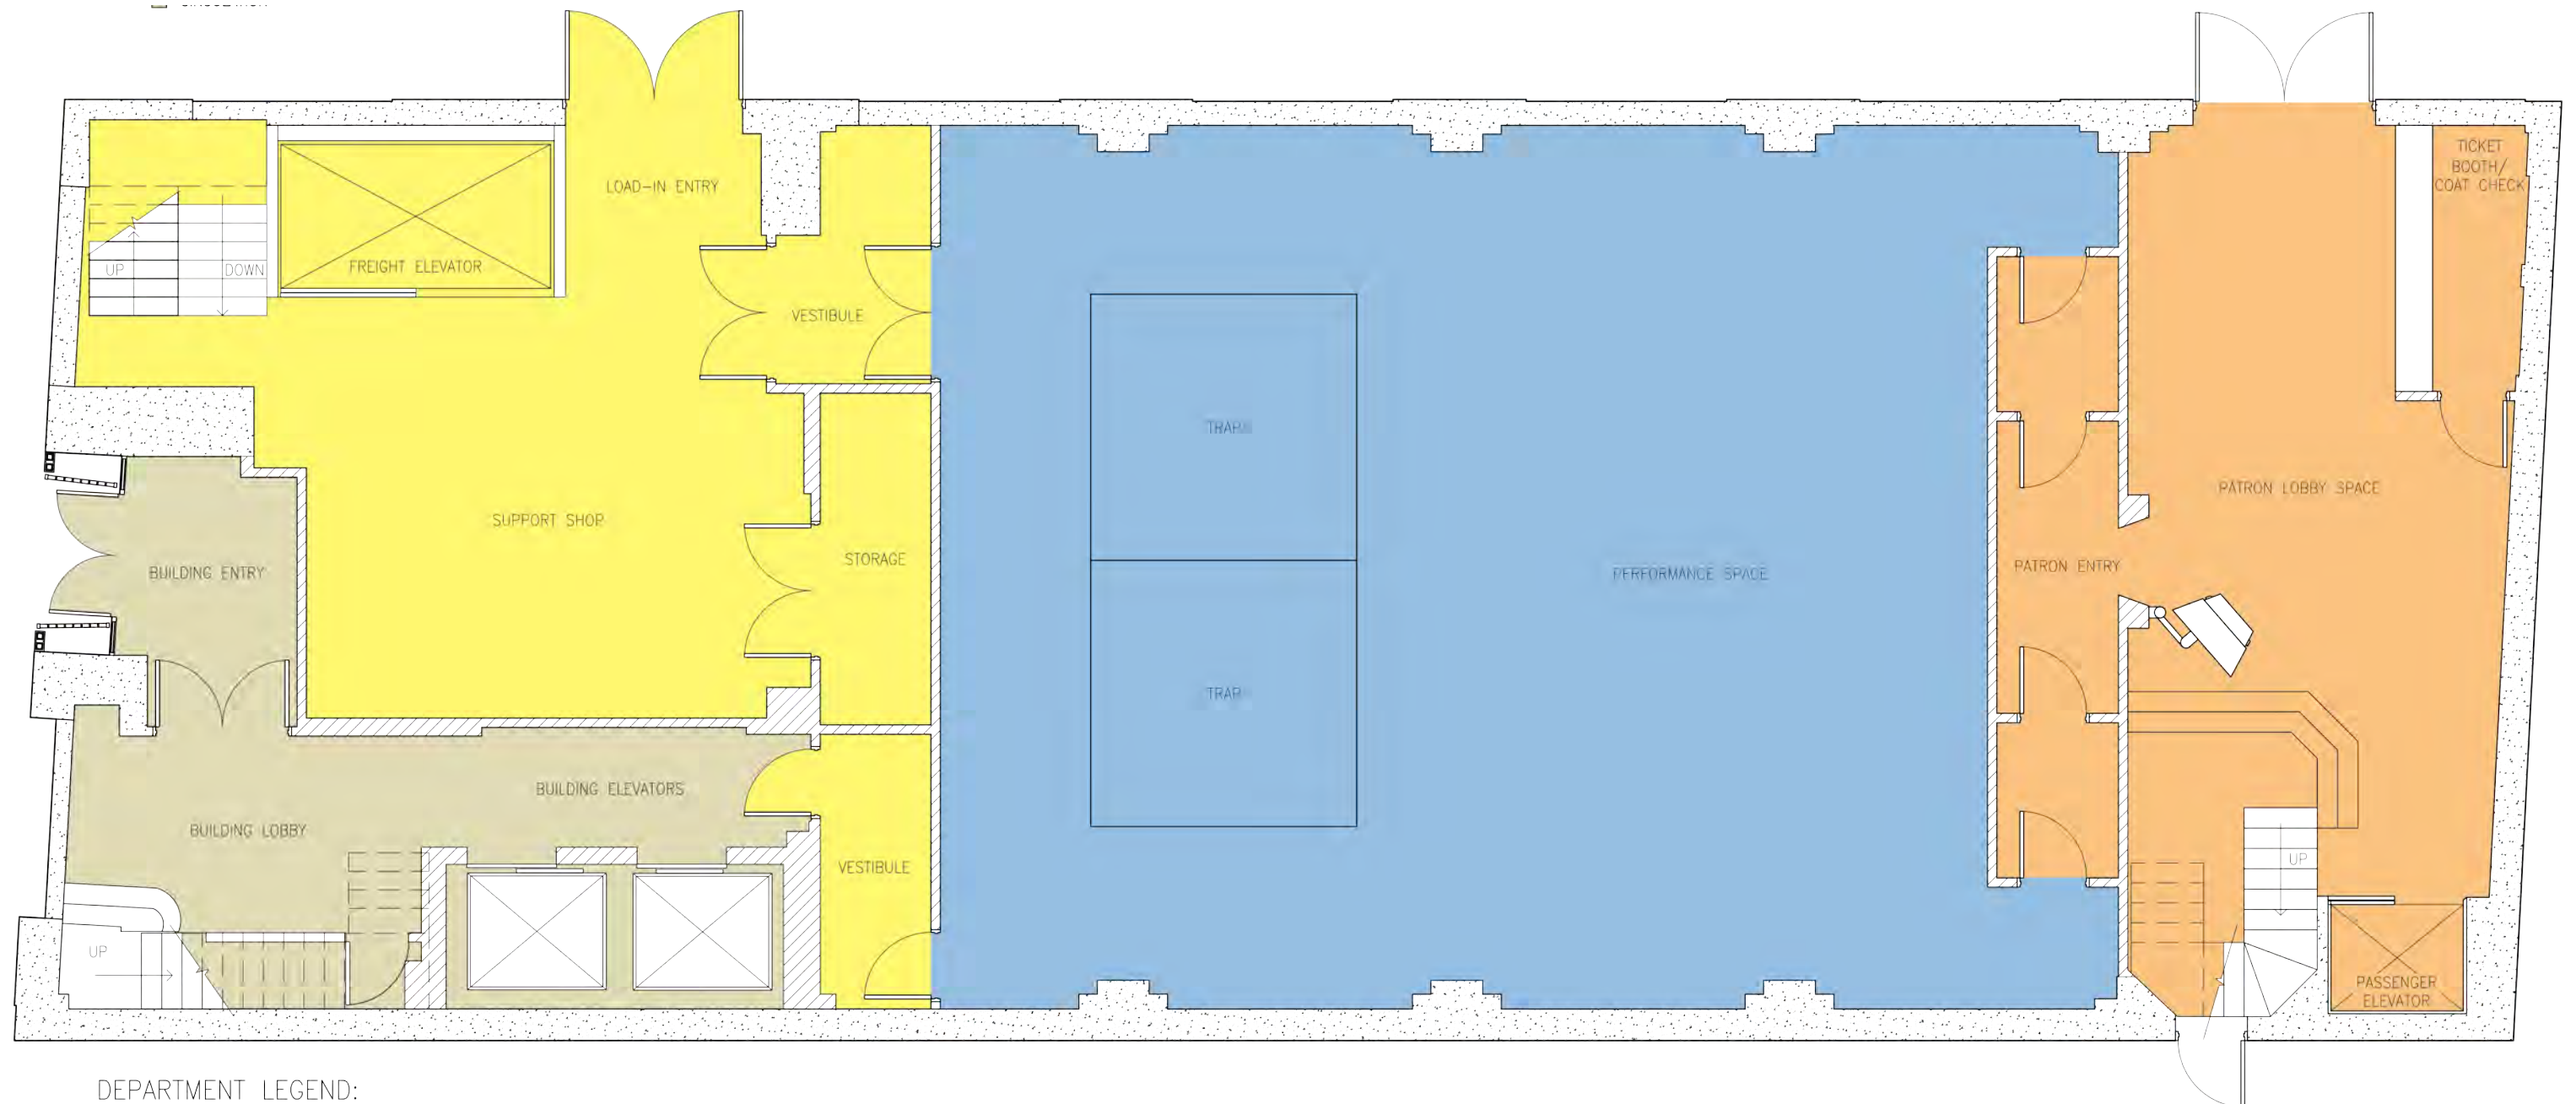 LOAD-IN ENTRY
TICKET
BOOTH/
COAT CHECK
UP
DOWN
FREIGHT ELEVATOR
VESTIBULE
TRAP
PATRON LOBBY SPACE
SUPPORT SHOP
STORAGE
BUILDING ENTRY
PERFORMANCE SPACE
PATRON ENTRY
TRAP
BUILDING ELEVATORS
BUILDING LOBBY
VESTIBULE
UP
UP
PASSENGER
ELEVATOR
DEPARTMENT LEGEND: